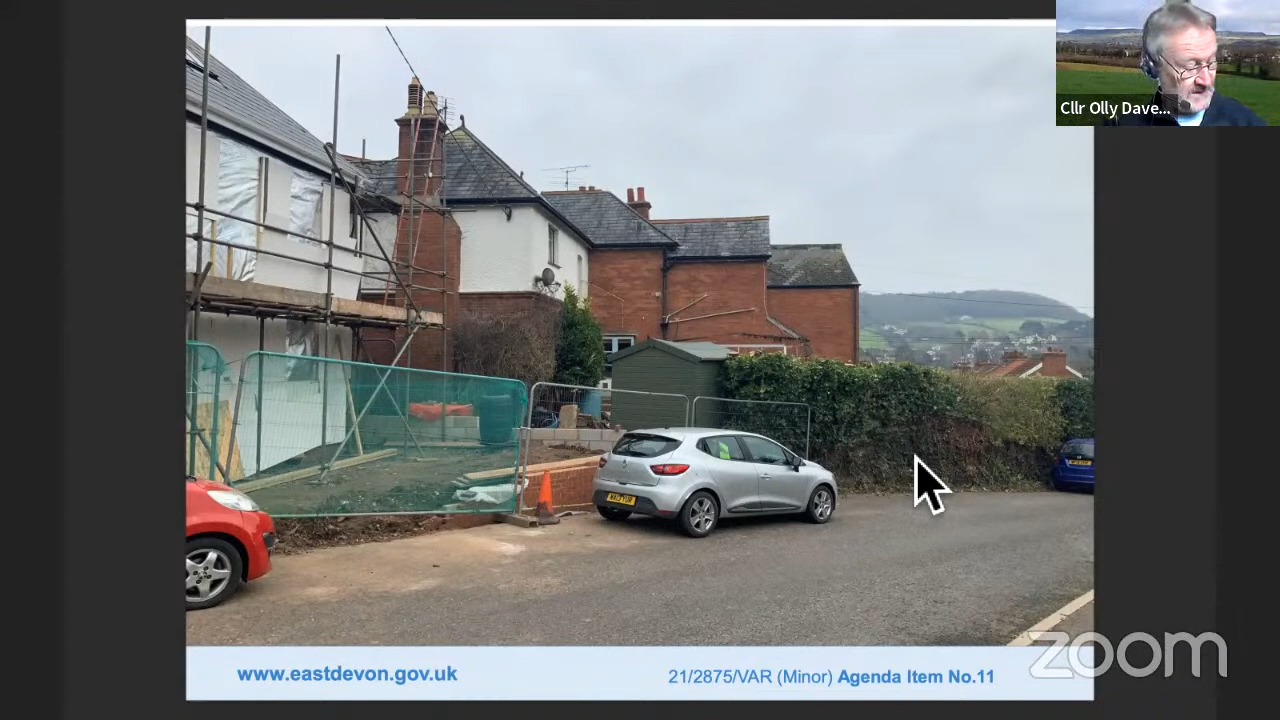 Cllr Olly Dave...
www.eastdevon.gov.uk
21/2875/VAR (Minor) Agenda Item No.11
zoom